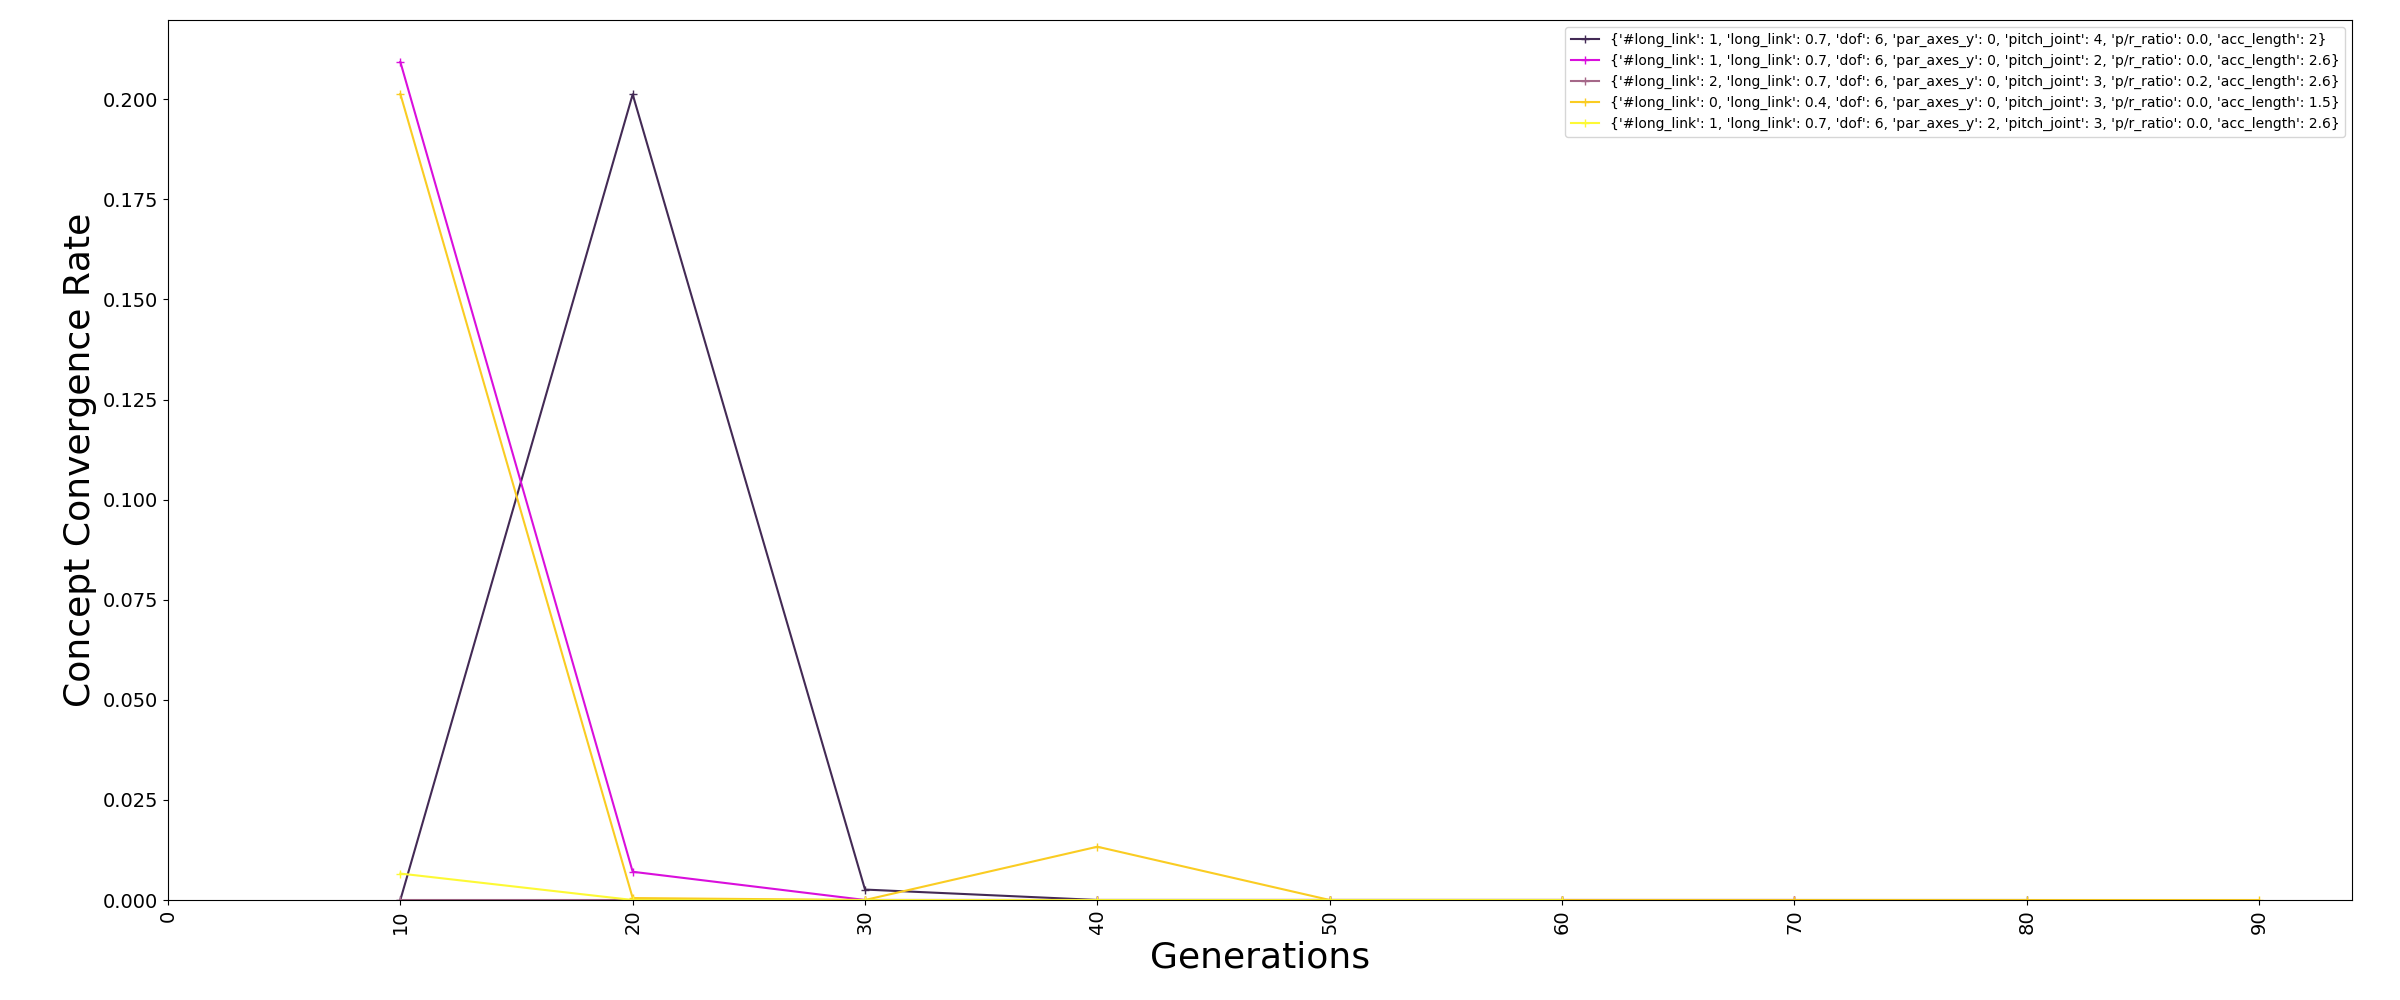 {'#long_link': 1, 'long_link': 0.7, 'dof': 6, 'par_axes_y': 0, 'pitch_joint': 4, 'p/r_ratio': 0.0, 'acc_length': 2}
{'#long_link': 1, 'long_link': 0.7, 'dof': 6, 'par_axes_y': 0, 'pitch_joint': 2, 'p/r_ratio': 0.0, 'acc_length': 2.6}
{'#long_link': 2, 'long_link': 0.7, 'dof': 6, 'par_axes_y': 0, 'pitch_joint': 3, 'p/r_ratio': 0.2, 'acc_length': 2.6}
{'#long_link': 0, 'long_link': 0.4, 'dof': 6, 'par_axes_y': 0, 'pitch_joint': 3, 'p/r_ratio': 0.0, 'acc_length': 1.5}
{'#long_link': 1, 'long_link': 0.7, 'dof': 6, 'par_axes_y': 2, 'pitch_joint': 3, 'p/r_ratio': 0.0, 'acc_length': 2.6}
Concept Convergence Rate
0.200
0.175
0.150
0.125
0.100
0.075
0.050
0.025
0.000
0
10
20
30
40
50
60
70
80
90
Generations